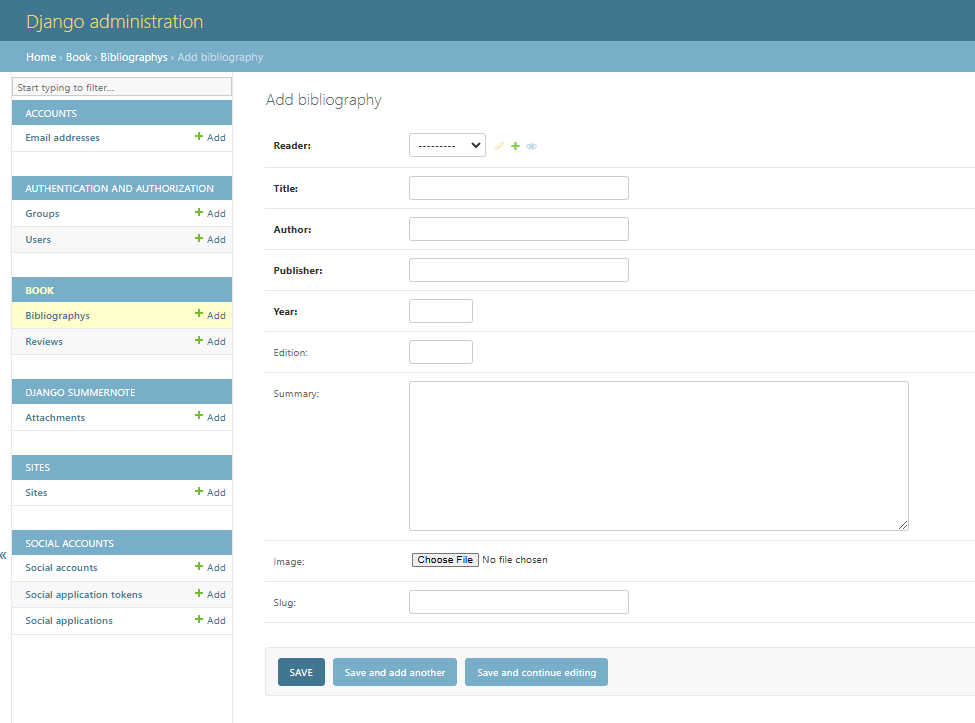 Django administration
Home › Book › Bibliographys › Add bibliography
Start typing to filter...
ACCOUNTS
Email addresses + Add
AUTHENTICATION AND AUTHORIZATION
Groups + Add
Users + Add
BOOK
Bibliographys + Add
Reviews + Add
DJANGO SUMMERNOTE
Attachments + Add
SITES
Sites + Add
SOCIAL ACCOUNTS
Social accounts + Add
Social application tokens + Add
Social applications + Add
«
Add bibliography
Reader: ---------
Title:
Author:
Publisher:
Year:
Edition:
Summary:
Image: Choose File No file chosen
Slug:
SAVE Save and add another Save and continue editing